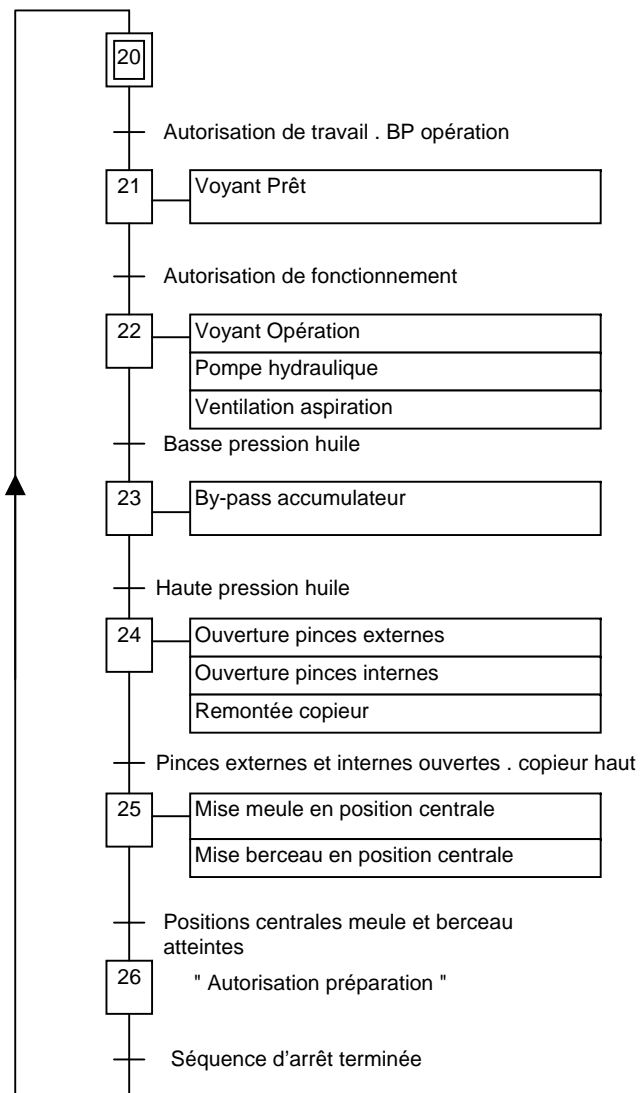 20
Autorisation de travail . BP opération
21
Voyant Prêt
Autorisation de fonctionnement
22
Voyant Opération
Pompe hydraulique
Ventilation aspiration
Basse pression huile
23
By-pass accumulateur
Haute pression huile
24
Ouverture pinces externes
Ouverture pinces internes
Remontée copieur
Pinces externes et internes ouvertes . copieur haut
25
Mise meule en position centrale
Mise berceau en position centrale
Positions centrales meule et berceau
atteintes
26
" Autorisation préparation "
Séquence d'arrêt terminée